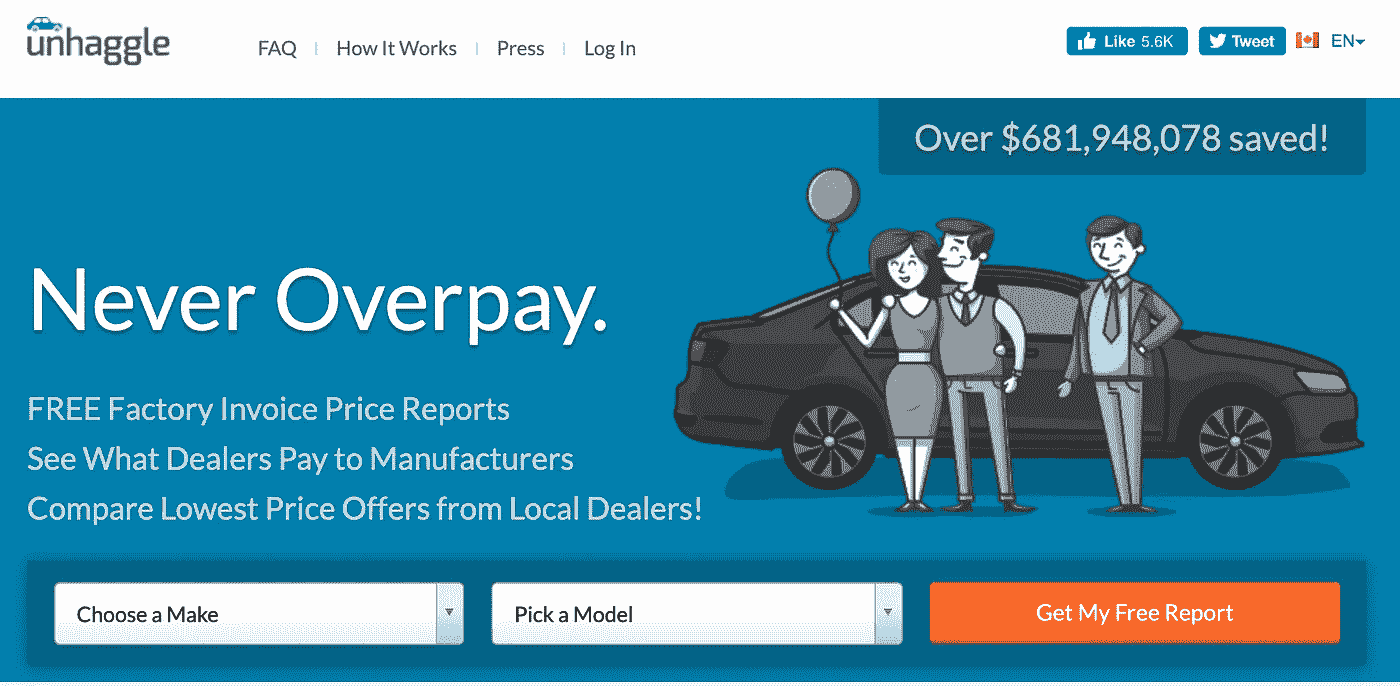 unhaggle
FAQ | How It Works | Press | Log In
Like 5.6K
Tweet
EN
Over $681,948,078 saved!
Never Overpay.
FREE Factory Invoice Price Reports
See What Dealers Pay to Manufacturers
Compare Lowest Price Offers from Local Dealers!
Choose a Make
Pick a Model
Get My Free Report